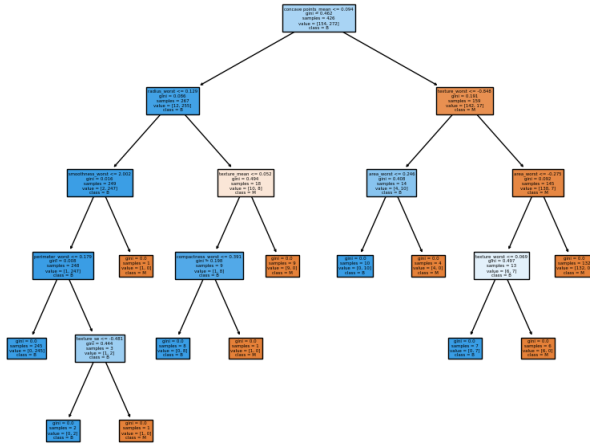 concave points_mean <= 0.094
gini = 0.462
samples = 426
value = [154, 272]
class = B
radius_worst <= 0.129
gini = 0.086
samples = 267
value = [12, 255]
class = B
texture_worst <= -0.848
gini = 0.191
samples = 159
value = [142, 17]
class = M
smoothness_worst <= 2.802
gini = 0.016
samples = 249
value = [2, 247]
class = B
texture_mean <= 0.052
gini = 0.494
samples = 18
value = [10, 8]
class = M
area_worst <= 0.246
gini = 0.408
samples = 14
value = [4, 10]
class = B
area_worst <= -0.275
gini = 0.092
samples = 145
value = [138, 7]
class = M
perimeter_worst <= 0.178
gini = 0.008
samples = 248
value = [1, 247]
class = B
gini = 0.0
samples = 1
value = [1, 0]
class = M
compactness_worst <= 0.361
gini = 0.198
samples = 9
value = [1, 8]
class = B
gini = 0.0
samples = 9
value = [9, 0]
class = M
gini = 0.0
samples = 10
value = [0, 10]
class = B
gini = 0.0
samples = 4
value = [4, 0]
class = M
texture_worst <= 0.069
gini = 0.497
samples = 13
value = [6, 7]
class = B
gini = 0.0
samples = 132
value = [132, 0]
class = M
gini = 0.0
samples = 245
value = [0, 245]
class = B
texture_se <= -0.481
gini = 0.444
samples = 3
value = [1, 2]
class = B
gini = 0.0
samples = 8
value = [0, 8]
class = B
gini = 0.0
samples = 1
value = [1, 0]
class = M
gini = 0.0
samples = 7
value = [0, 7]
class = B
gini = 0.0
samples = 6
value = [6, 0]
class = M
gini = 0.0
samples = 2
value = [0, 2]
class = B
gini = 0.0
samples = 1
value = [1, 0]
class = M